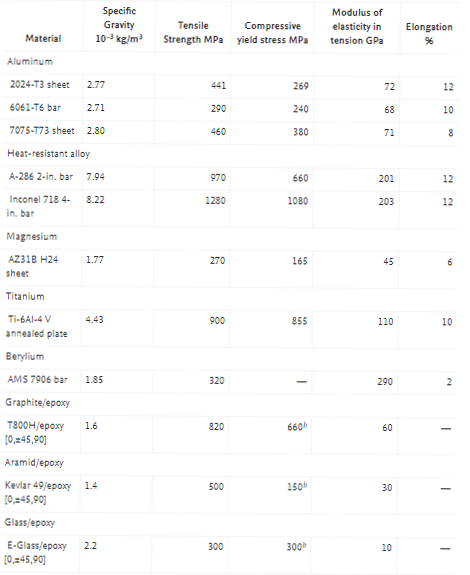 Material Specific Gravity 10⁻³ kg/m³ Tensile Strength MPa Compressive yield stress MPa Modulus of elasticity in tension GPa Elongation %
Aluminum
2024-T3 sheet 2.77 441 269 72 12
6061-T6 bar 2.71 290 240 68 10
7075-T73 sheet 2.80 460 380 71 8
Heat-resistant alloy
A-286 2-in. bar 7.94 970 660 201 12
Inconel 718 4-in. bar 8.22 1280 1080 203 12
Magnesium
AZ31B H24 sheet 1.77 270 165 45 6
Titanium
Ti-6Al-4 V annealed plate 4.43 900 855 110 10
Berylium
AMS 7906 bar 1.85 320 — 290 2
Graphite/epoxy
T800H/epoxy [0,±45,90] 1.6 820 660ᵇ 60 —
Aramid/epoxy
Kevlar 49/epoxy [0,±45,90] 1.4 500 150ᵇ 30 —
Glass/epoxy
E-Glass/epoxy [0,±45,90] 2.2 300 300ᵇ 10 —